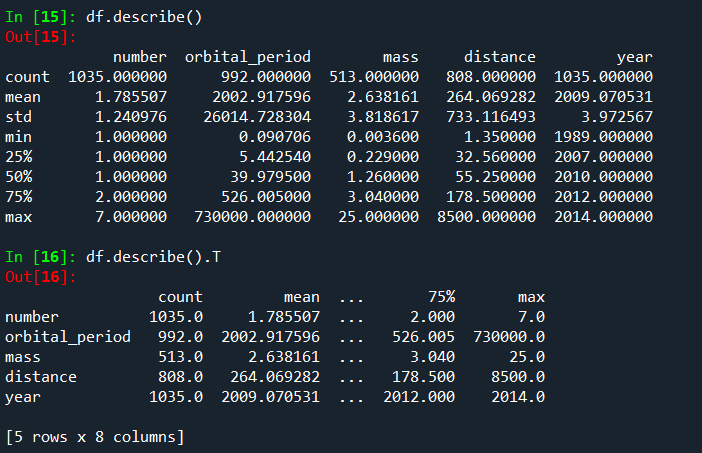 In [15]: df.describe()
Out[15]:
            number  orbital_period        mass     distance         year
count  1035.000000      992.000000  513.000000   808.000000  1035.000000
mean      1.785507     2002.917596    2.638161   264.069282  2009.070531
std       1.240976    26014.728304    3.818617   733.116493     3.972567
min       1.000000        0.090706    0.003600     1.350000  1989.000000
25%       1.000000        5.442540    0.229000    32.560000  2007.000000
50%       1.000000       39.979500    1.260000    55.250000  2010.000000
75%       2.000000      526.005000    3.040000   178.500000  2012.000000
max       7.000000   730000.000000   25.000000  8500.000000  2014.000000
In [16]: df.describe().T
Out[16]:
                 count         mean  ...       75%       max
number          1035.0     1.785507  ...     2.000       7.0
orbital_period   992.0  2002.917596  ...   526.005  730000.0
mass             513.0     2.638161  ...     3.040      25.0
distance         808.0   264.069282  ...   178.500    8500.0
year            1035.0  2009.070531  ...  2012.000    2014.0
[5 rows x 8 columns]